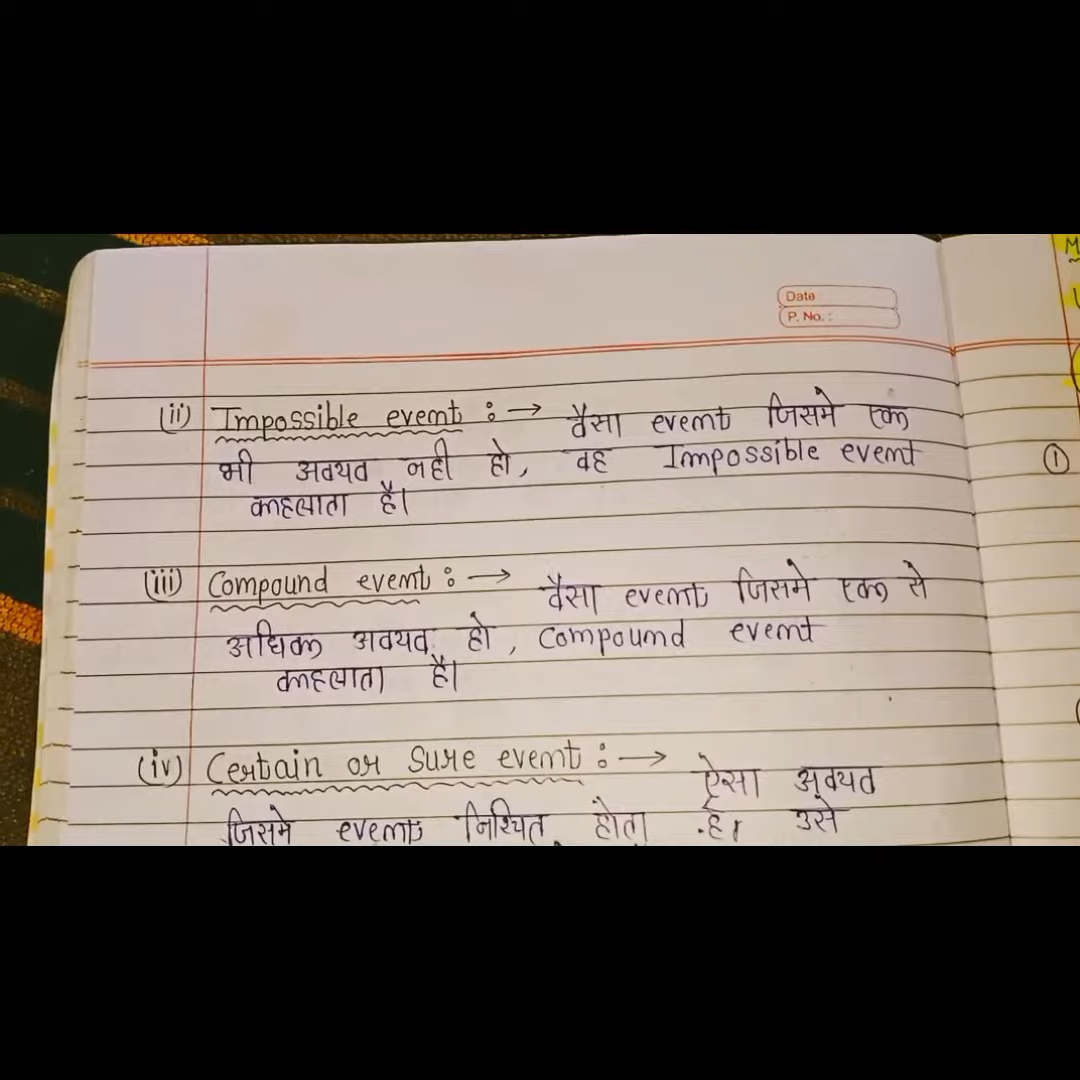 Date
P. No. :
(ii) Impossible event :→ वैसा event जिसमे एक
भी अवयव नही हो, वह Impossible event
कहलाता है।
(iii) Compound event :→ वैसा event जिसमे एक से
अधिक अवयव हो, Compound event
कहलाता है।
(iv) Certain or Sure event :→ ऐसा अवयव
जिसमे event निश्चित होता है। उसे
①